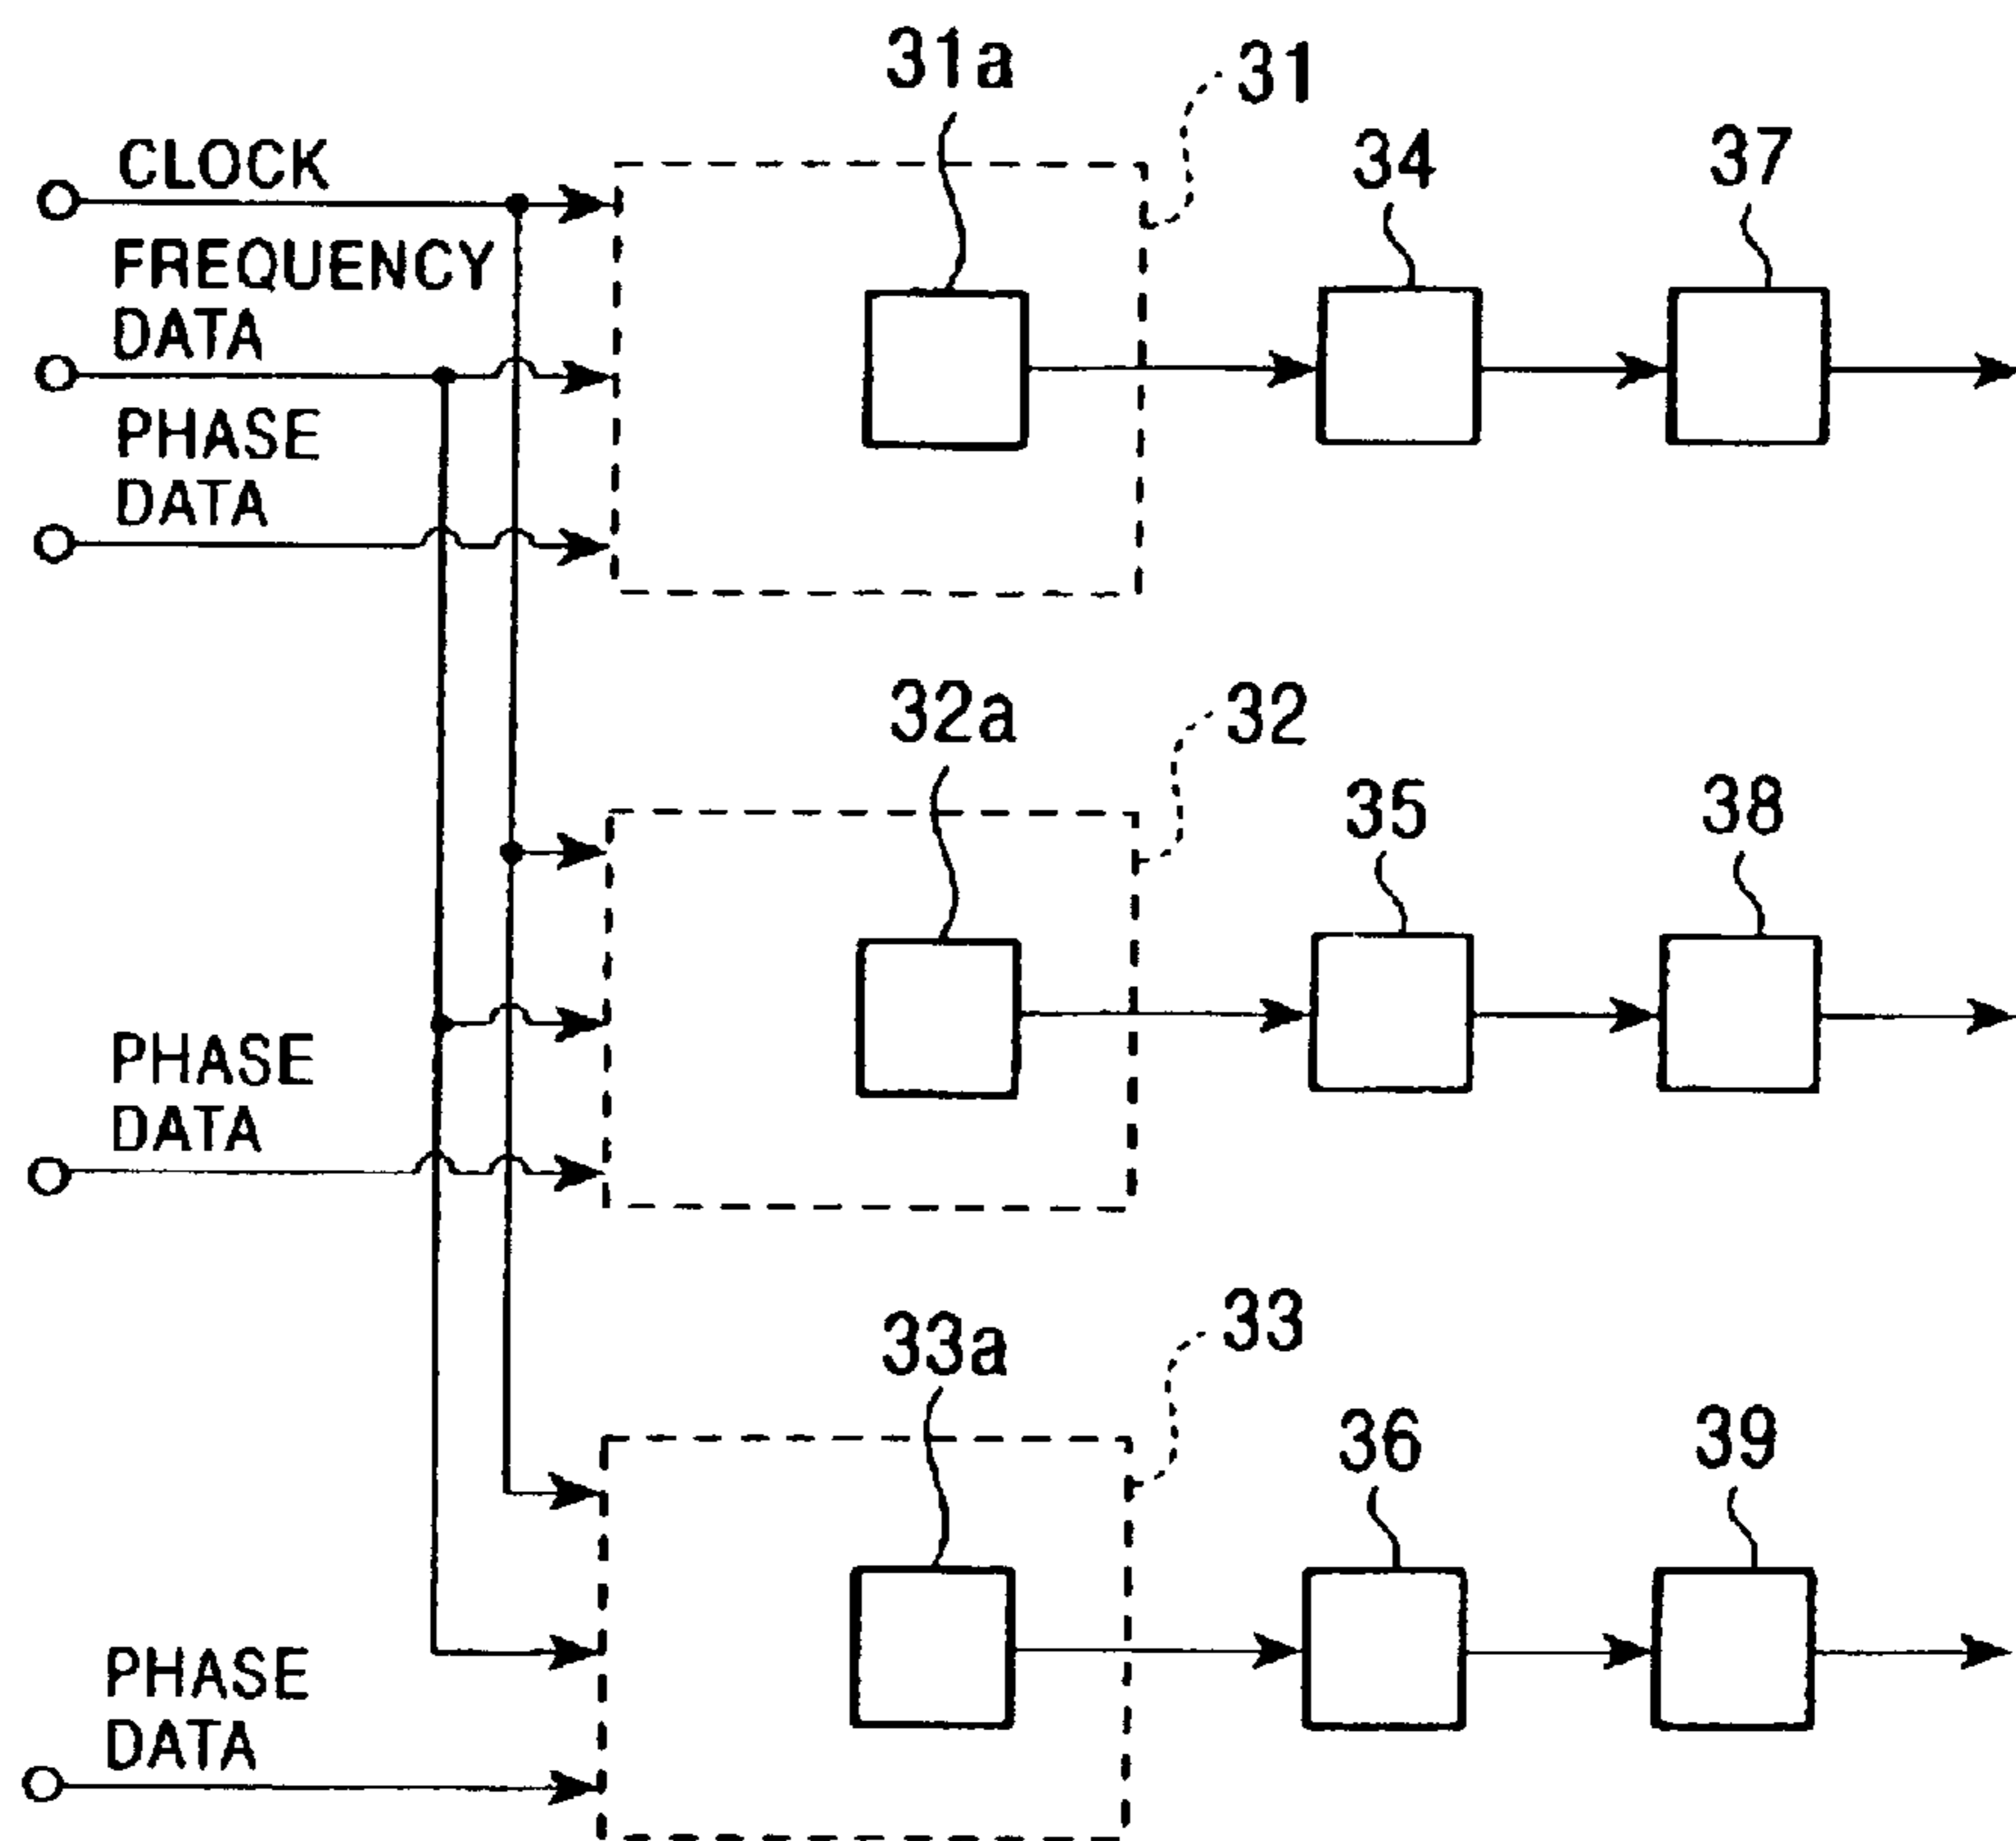 31a
31
CLOCK
34
37
FREQUENCY
DATA
PHASE
DATA
32a
32
35
38
PHASE
DATA
33a
33
36
39
PHASE
DATA